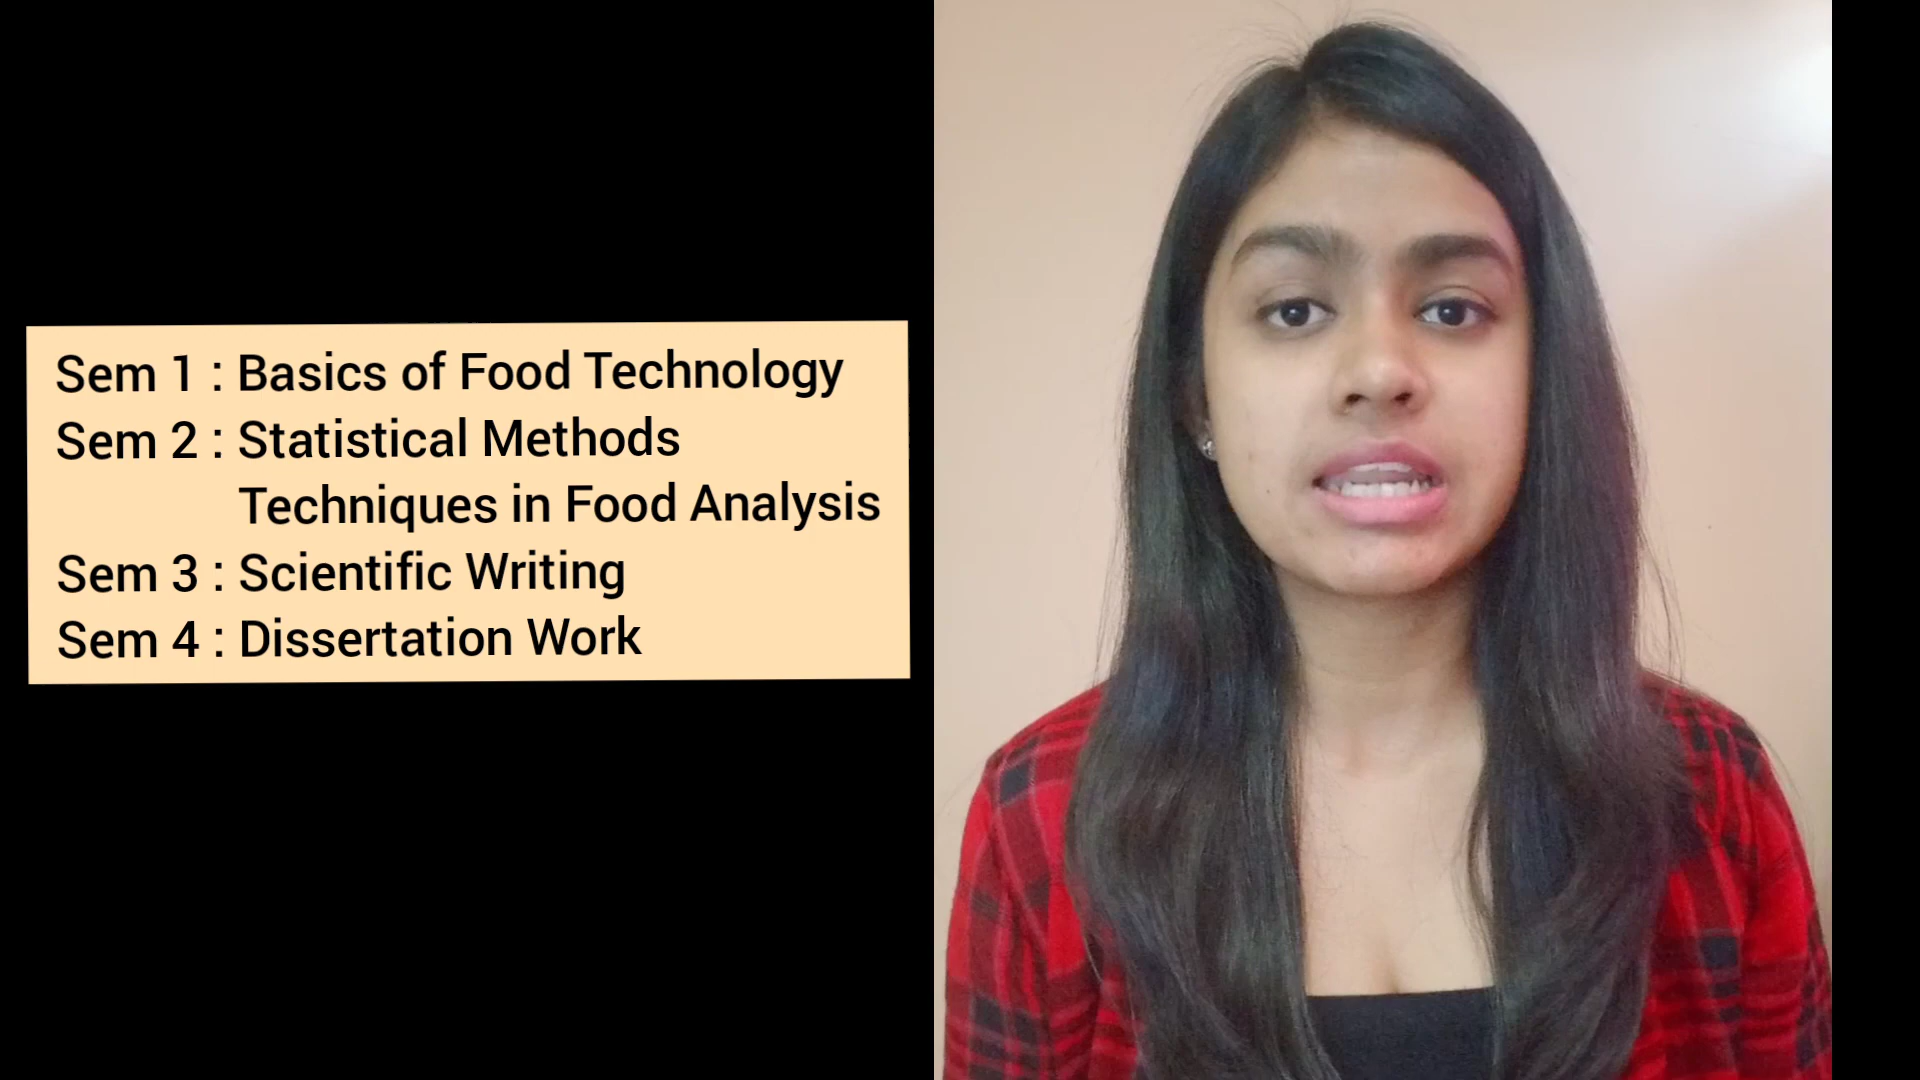 Sem 1 : Basics of Food Technology
Sem 2 : Statistical Methods
Techniques in Food Analysis
Sem 3 : Scientific Writing
Sem 4 : Dissertation Work